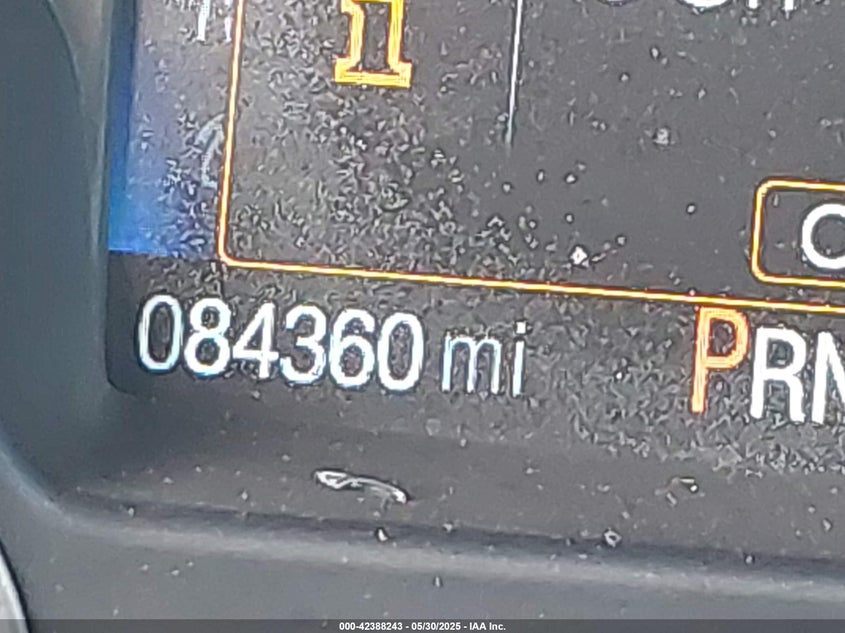 i
084360 mi
PRN
000-42388243 - 05/30/2025 - IAA Inc.